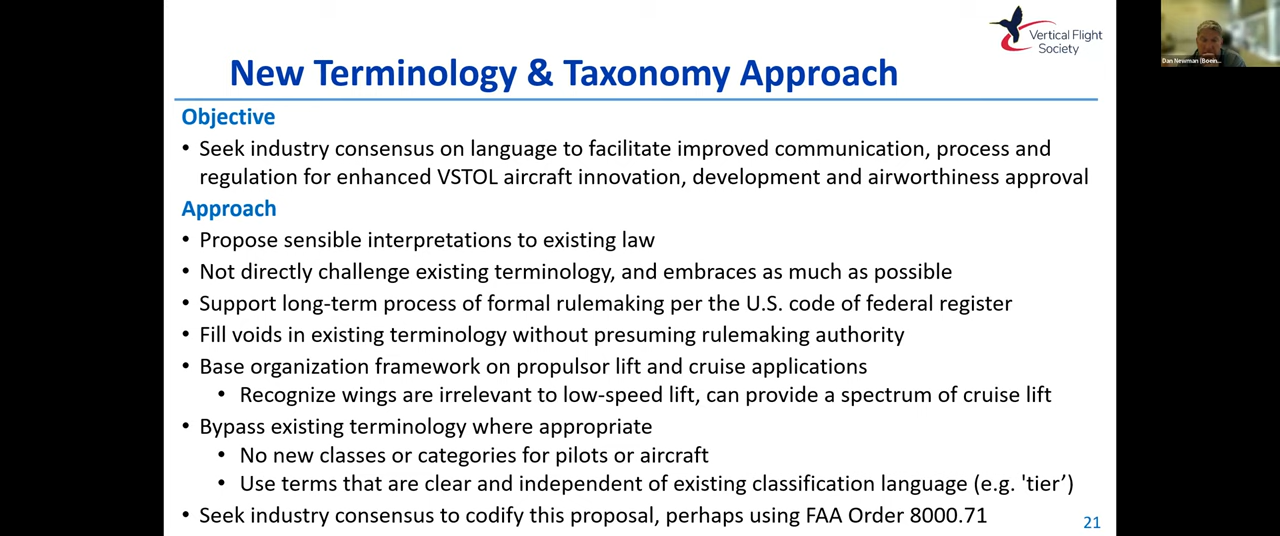 Vertical Flight
Society
New Terminology & Taxonomy Approach
Objective
• Seek industry consensus on language to facilitate improved communication, process and
regulation for enhanced VSTOL aircraft innovation, development and airworthiness approval
Approach
• Propose sensible interpretations to existing law
• Not directly challenge existing terminology, and embraces as much as possible
• Support long-term process of formal rulemaking per the U.S. code of federal register
• Fill voids in existing terminology without presuming rulemaking authority
• Base organization framework on propulsor lift and cruise applications
• Recognize wings are irrelevant to low-speed lift, can provide a spectrum of cruise lift
• Bypass existing terminology where appropriate
• No new classes or categories for pilots or aircraft
• Use terms that are clear and independent of existing classification language (e.g. 'tier’)
• Seek industry consensus to codify this proposal, perhaps using FAA Order 8000.71
21
Dan Newman (Boein...